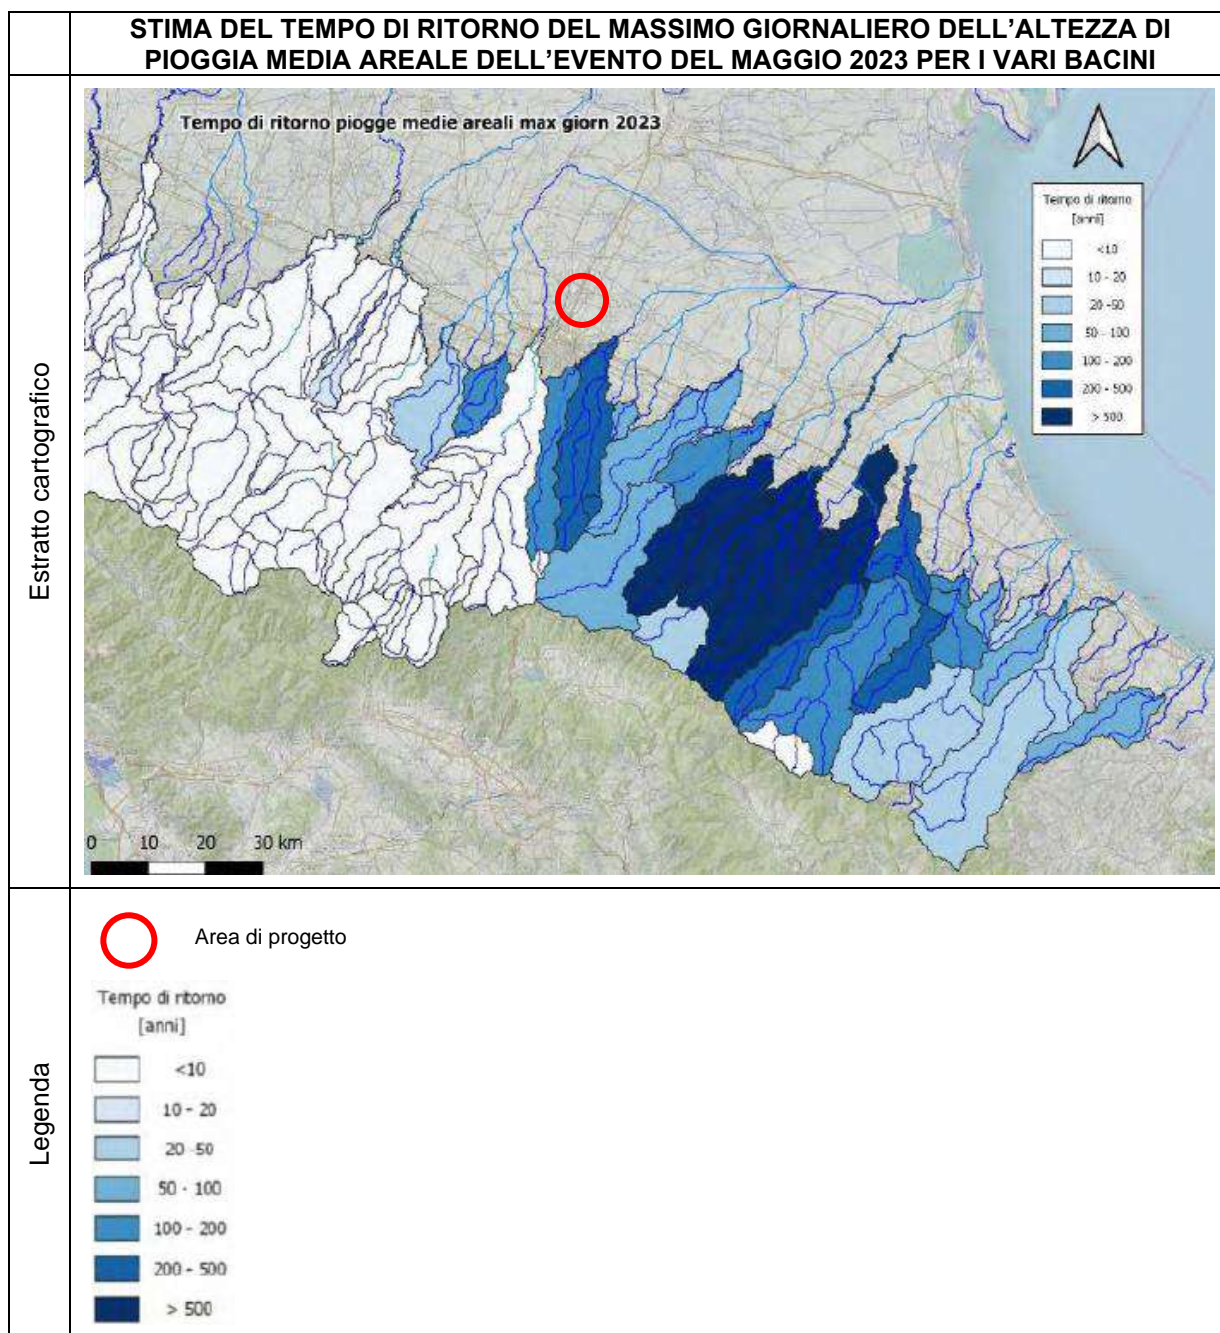 STIMA DEL TEMPO DI RITORNO DEL MASSIMO GIORNALIERO DELL'ALTEZZA DI
PIOGGIA MEDIA AREALE DELL'EVENTO DEL MAGGIO 2023 PER I VARI BACINI
Estratto cartografico
Tempo di ritorno piogge medie areali max giorn 2023
Tempo di ritorno
[anni]
<10
10 - 20
20 -50
50 - 100
100 - 200
200 - 500
> 500
0 10 20 30 km
Legenda
Area di progetto
Tempo di ritorno
[anni]
<10
10 - 20
20 -50
50 - 100
100 - 200
200 - 500
> 500